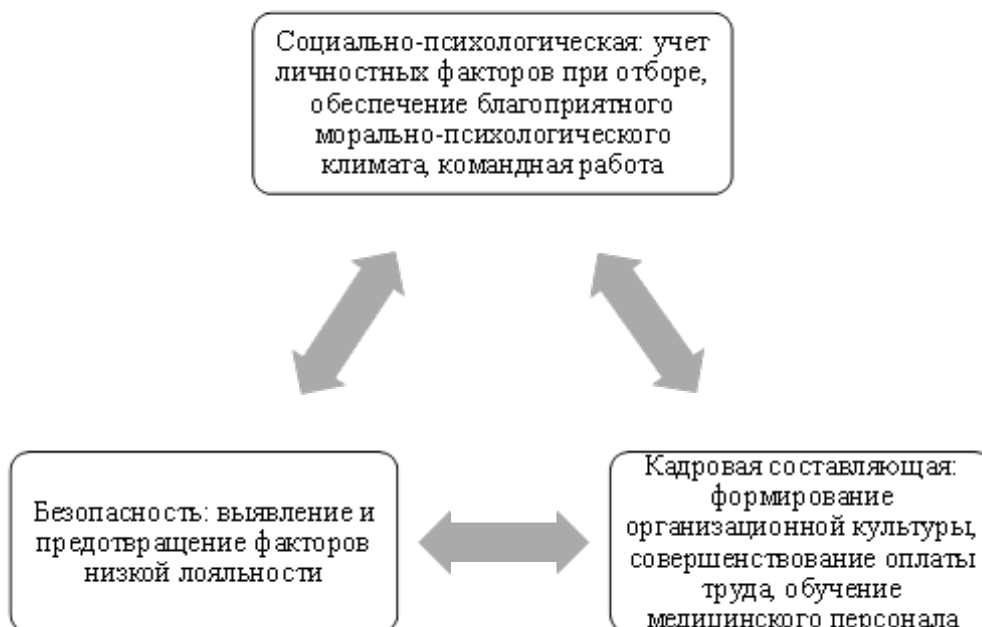 Социально-психологическая: учет
личностных факторов при отборе,
обеспечение благоприятного
морально-психологического
климата, командная работа
Безопасность: выявление и
предотвращение факторов
низкой лояльности
Кадровая составляющая:
формирование
организационной культуры,
совершенствование оплаты
труда, обучение
медицинского персонала